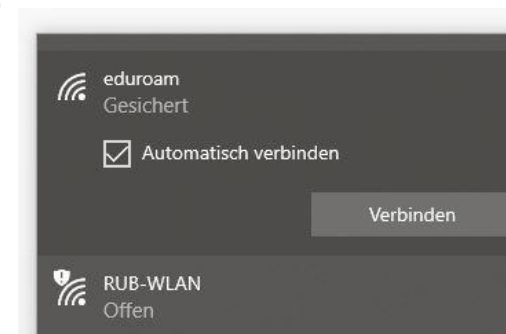 eduroam
Gesichert
Automatisch verbinden
Verbinden
RUB-WLAN
Offen